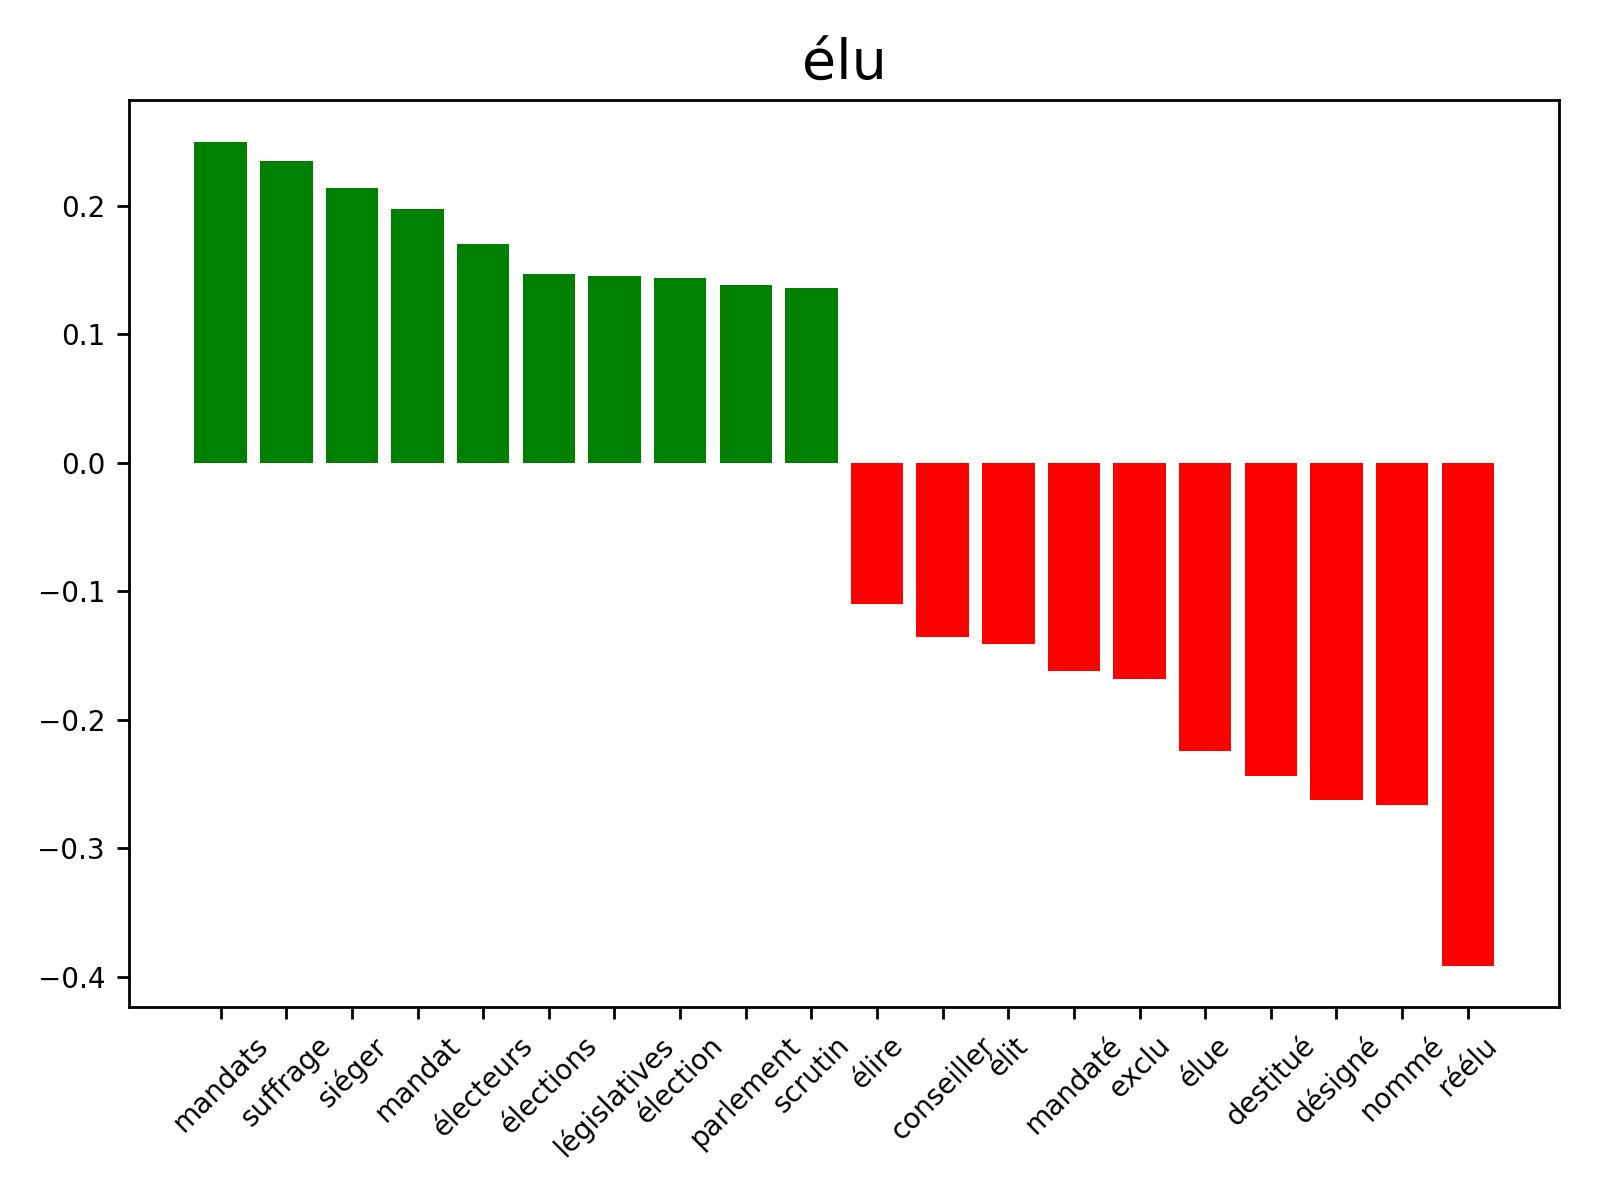 élu
0.2
0.1
0.0
−0.1
−0.2
−0.3
−0.4
mandats
suffrage
siéger
mandat
électeurs
élections
législatives
élection
parlement
scrutin
élire
conseiller
élit
mandaté
exclu
élue
destitué
désigné
nommé
réélu